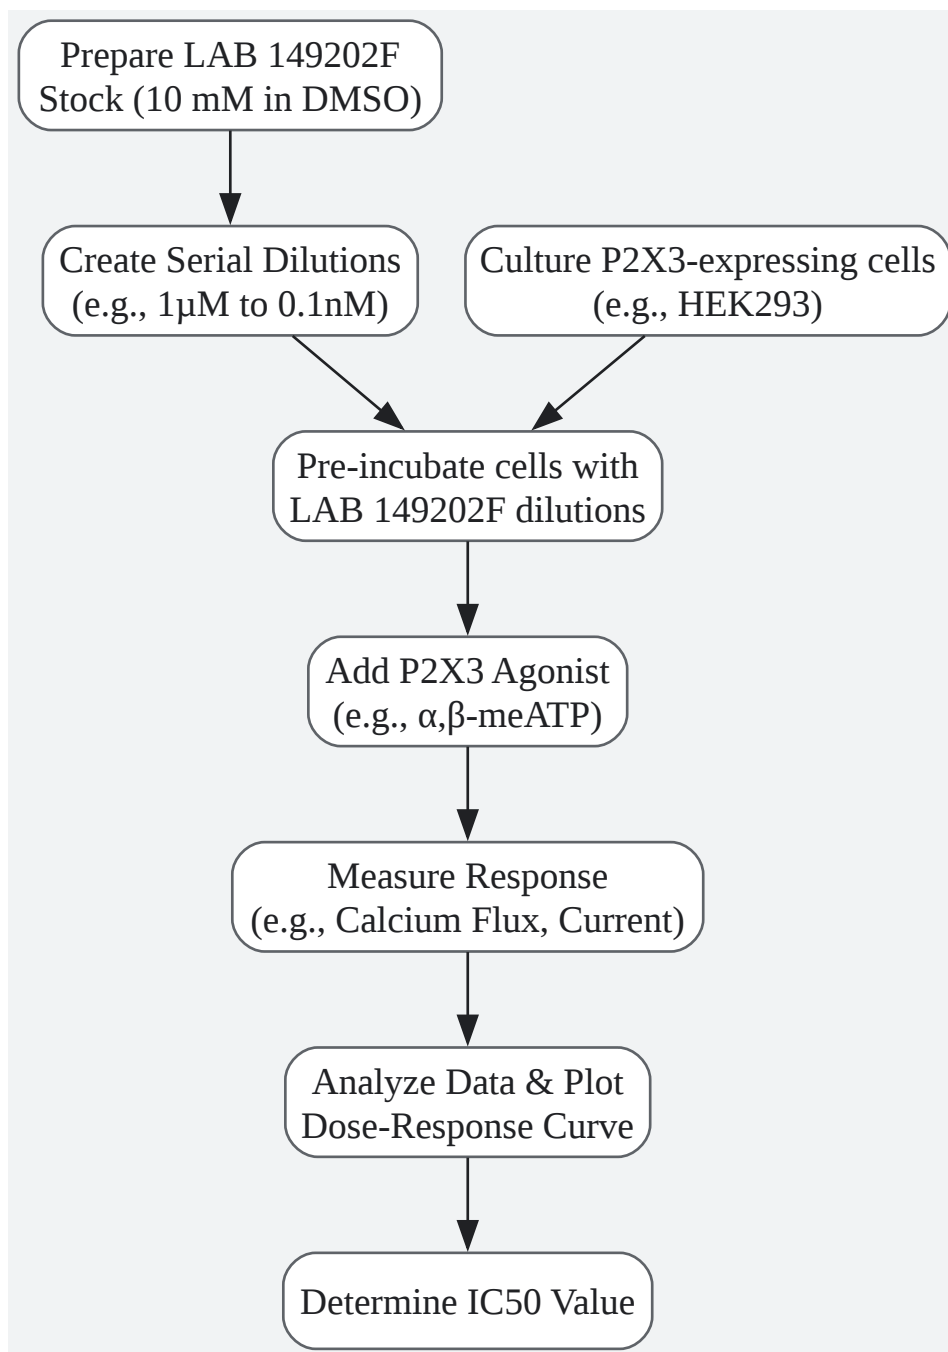 Prepare LAB 149202F
Stock (10 mM in DMSO)
Create Serial Dilutions
(e.g., 1µM to 0.1nM)
Culture P2X3-expressing cells
(e.g., HEK293)
Pre-incubate cells with
LAB 149202F dilutions
Add P2X3 Agonist
(e.g., α,β-meATP)
Measure Response
(e.g., Calcium Flux, Current)
Analyze Data & Plot
Dose-Response Curve
Determine IC50 Value